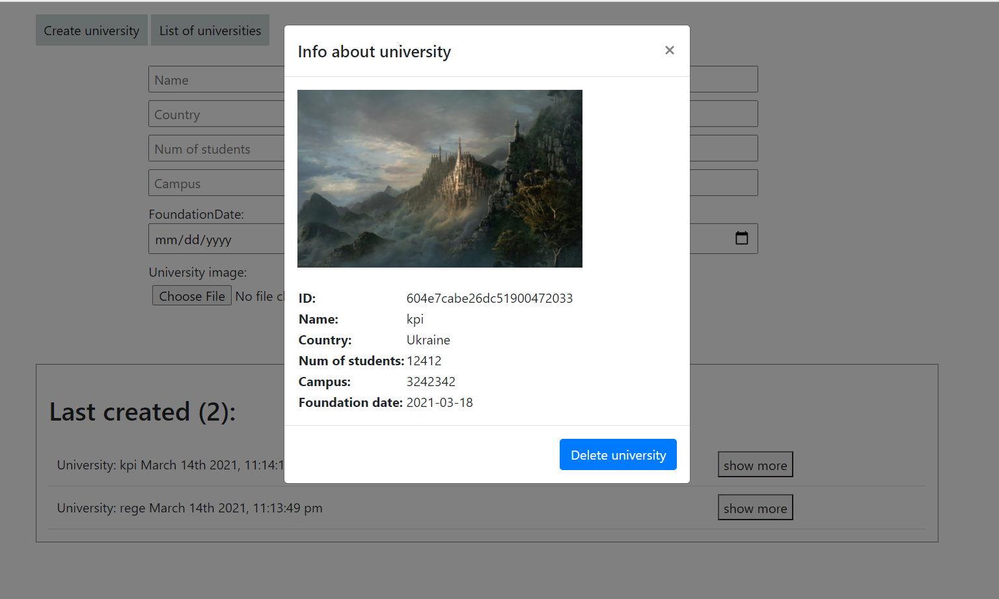 Create university
List of universities
Info about university
×
Name
Country
Num of students
Campus
FoundationDate:
mm/dd/yyyy
University image:
Choose File No file
ID: 604e7cabe26dc51900472033
Name: kpi
Country: Ukraine
Num of students: 12412
Campus: 3242342
Foundation date: 2021-03-18
Delete university
Last created (2):
University: kpi March 14th 2021, 11:14:1
show more
University: rege March 14th 2021, 11:13:49 pm
show more